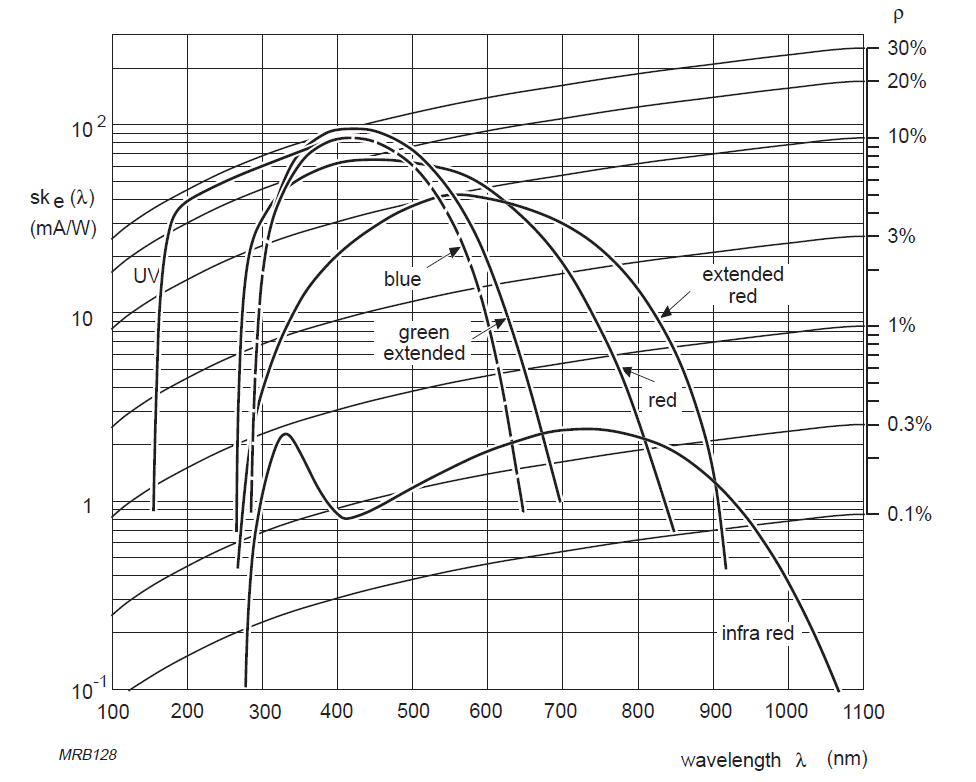 ρ
30%
20%
10%
3%
1%
0.3%
0.1%
10 2
sk e (λ)
(mA/W)
10
1
10 -1
UV
blue
green
extended
extended
red
red
infra red
100 200 300 400 500 600 700 800 900 1000 1100
MRB128
wavelength λ (nm)